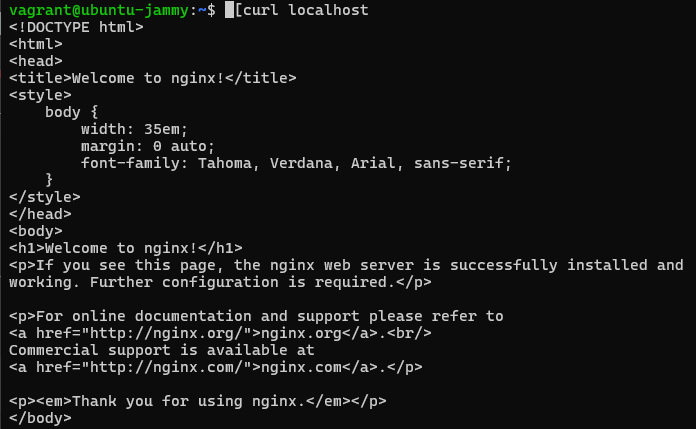 vagrant@ubuntu-jammy:~$ [curl localhost
<!DOCTYPE html>
<html>
<head>
<title>Welcome to nginx!</title>
<style>
    body {
        width: 35em;
        margin: 0 auto;
        font-family: Tahoma, Verdana, Arial, sans-serif;
    }
</style>
</head>
<body>
<h1>Welcome to nginx!</h1>
<p>If you see this page, the nginx web server is successfully installed and
working. Further configuration is required.</p>

<p>For online documentation and support please refer to
<a href="http://nginx.org/">nginx.org</a>.<br/>
Commercial support is available at
<a href="http://nginx.com/">nginx.com</a>.</p>

<p><em>Thank you for using nginx.</em></p>
</body>